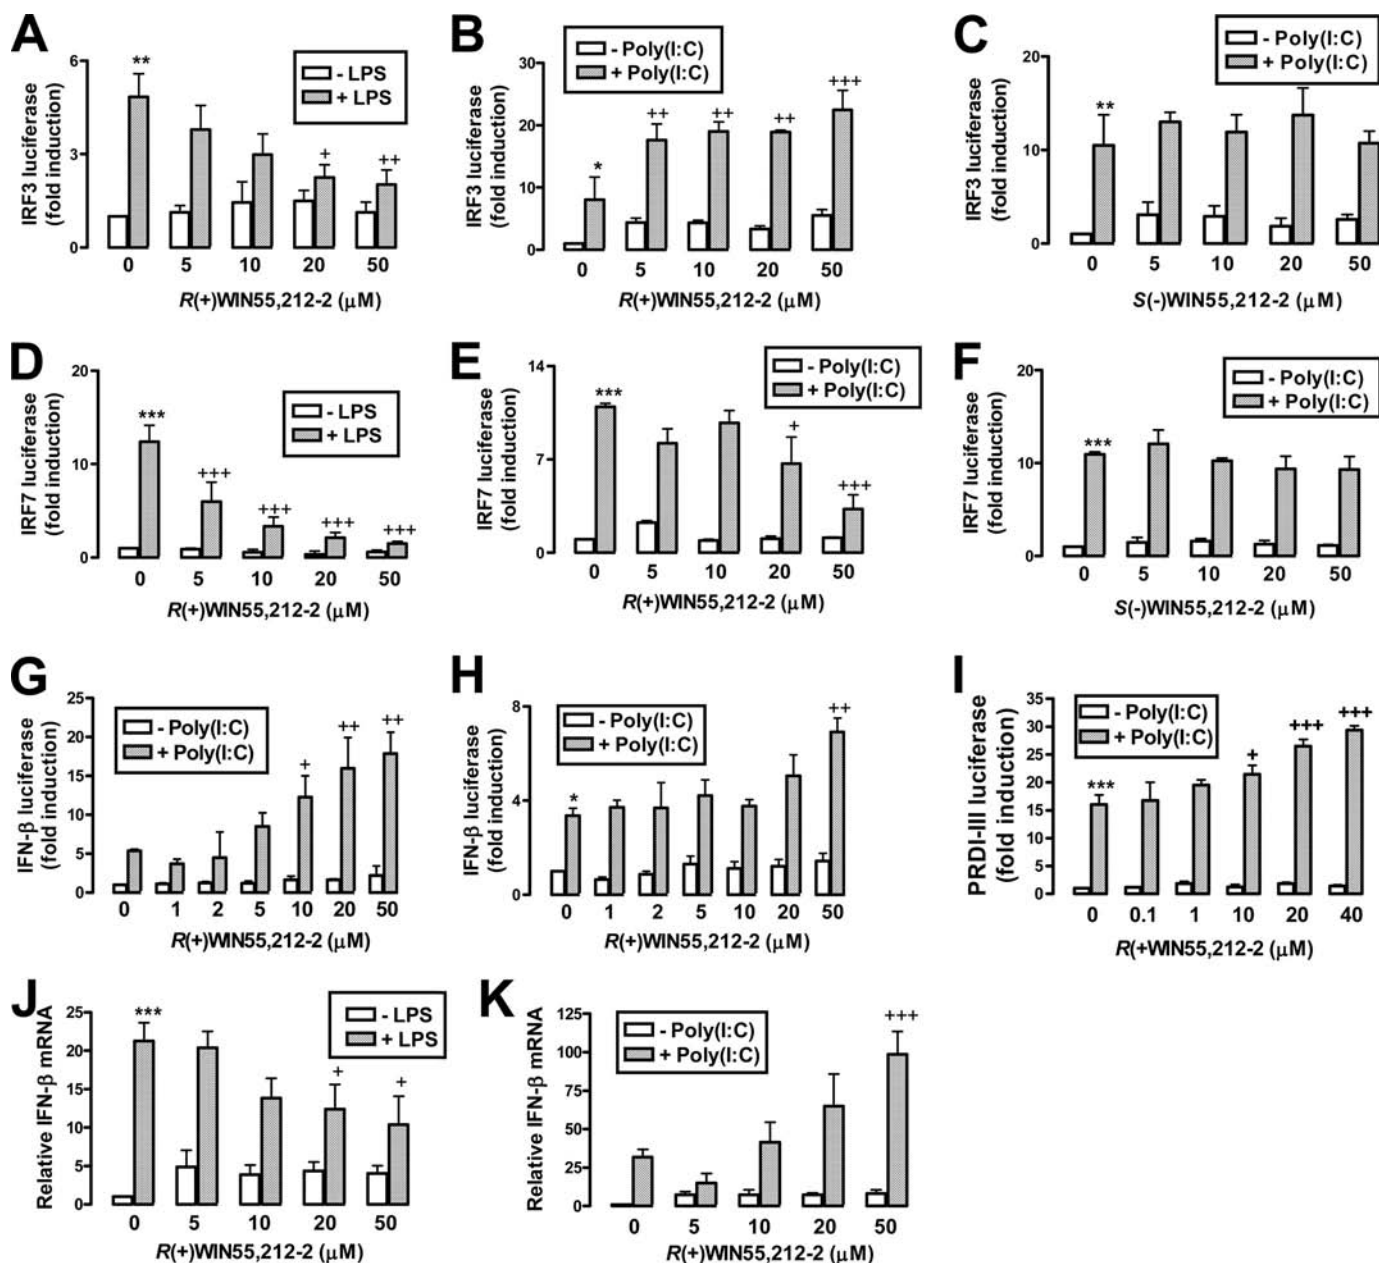 A
IRF3 luciferase
(fold induction)
6
3
0
**
+
++
- LPS
+ LPS
0 5 10 20 50
R(+)WIN55,212-2 (μM)
B
IRF3 luciferase
(fold induction)
30
20
10
0
- Poly(I:C)
+ Poly(I:C)
*
++
++
++
+++
0 5 10 20 50
R(+)WIN55,212-2 (μM)
C
IRF3 luciferase
(fold induction)
20
10
0
- Poly(I:C)
+ Poly(I:C)
**
0 5 10 20 50
S(-)WIN55,212-2 (μM)
D
IRF7 luciferase
(fold induction)
20
10
0
- LPS
+ LPS
***
+++
+++
+++
+++
0 5 10 20 50
R(+)WIN55,212-2 (μM)
E
IRF7 luciferase
(fold induction)
14
7
0
- Poly(I:C)
+ Poly(I:C)
***
+
+++
0 5 10 20 50
R(+)WIN55,212-2 (μM)
F
IRF7 luciferase
(fold induction)
20
10
0
- Poly(I:C)
+ Poly(I:C)
***
0 5 10 20 50
S(-)WIN55,212-2 (μM)
G
IFN-β luciferase
(fold induction)
25
20
15
10
5
0
- Poly(I:C)
+ Poly(I:C)
+
++
++
0 1 2 5 10 20 50
R(+)WIN55,212-2 (μM)
H
IFN-β luciferase
(fold induction)
8
4
0
- Poly(I:C)
+ Poly(I:C)
*
++
0 1 2 5 10 20 50
R(+)WIN55,212-2 (μM)
I
PRDI-III luciferase
(fold induction)
35
30
25
20
15
10
5
0
- Poly(I:C)
+ Poly(I:C)
***
+
+++
+++
0 0.1 1 10 20 40
R(+WIN55,212-2 (μM)
J
Relative IFN-β mRNA
25
20
15
10
5
0
- LPS
+ LPS
***
+
+
0 5 10 20 50
R(+)WIN55,212-2 (μM)
K
Relative IFN-β mRNA
125
100
75
50
25
0
- Poly(I:C)
+ Poly(I:C)
+++
0 5 10 20 50
R(+)WIN55,212-2 (μM)